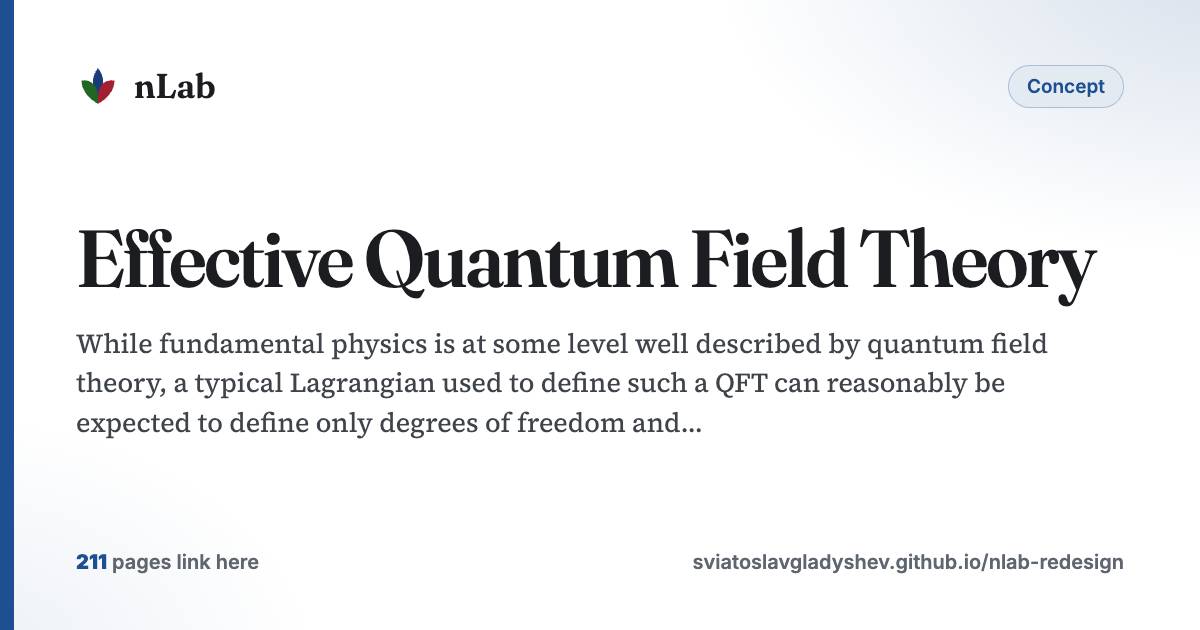 nLab
Concept
Effective Quantum Field Theory
While fundamental physics is at some level well described by quantum field
theory, a typical Lagrangian used to define such a QFT can reasonably be
expected to define only degrees of freedom and...
211 pages link here
sviatoslavgladyshev.github.io/nlab-redesign